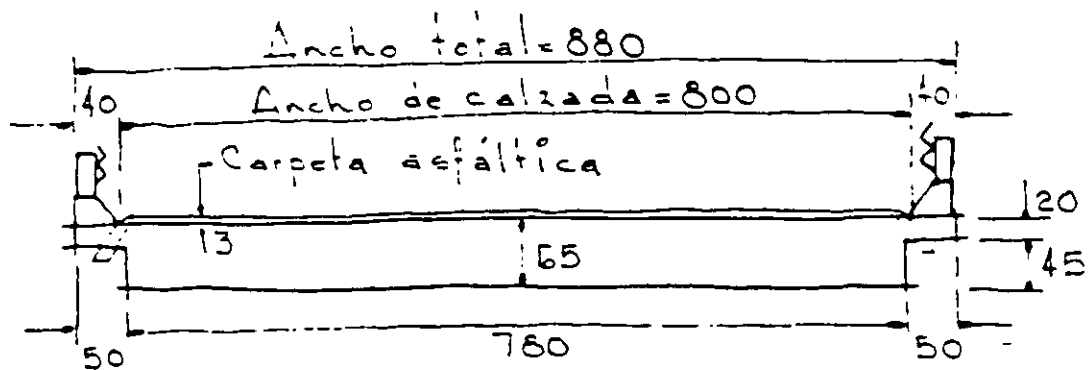 Ancho total = 880
40 Ancho de calzada = 800 40
Carpeta asfáltica
20
13 65 45
50 780 50